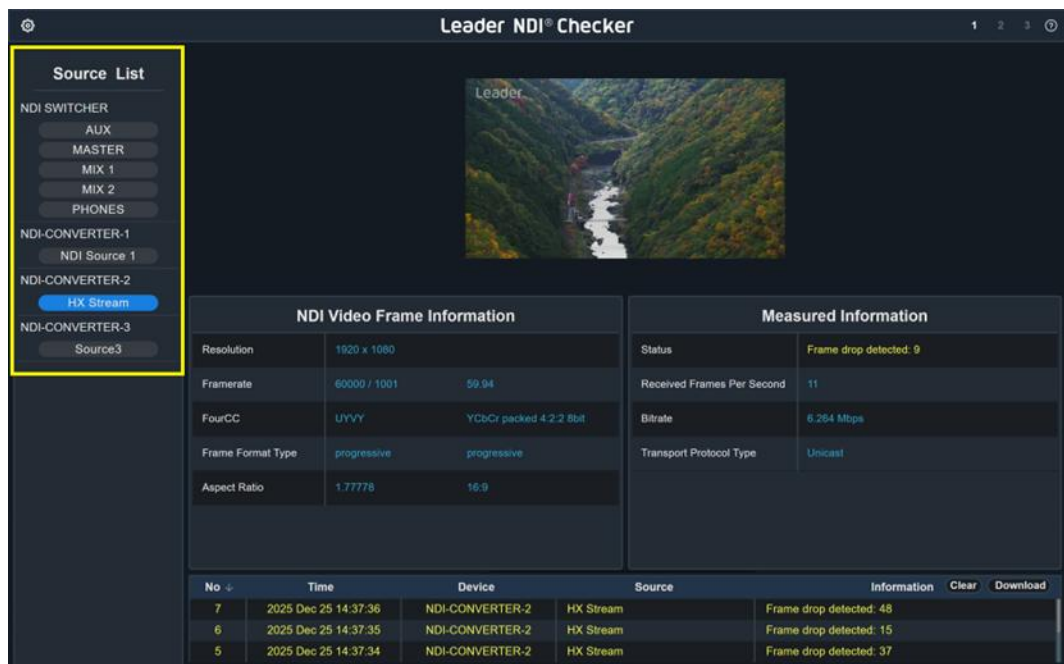 Leader NDI® Checker
1 2 3 ?
Source List
NDI SWITCHER
AUX
MASTER
MIX 1
MIX 2
PHONES
NDI-CONVERTER-1
NDI Source 1
NDI-CONVERTER-2
HX Stream
NDI-CONVERTER-3
Source3
Leader
NDI Video Frame Information
Resolution 1920 x 1080
Framerate 60000 / 1001 59.94
FourCC UYVY YCbCr packed 4:2:2 8bit
Frame Format Type progressive progressive
Aspect Ratio 1.77778 16:9
Measured Information
Status Frame drop detected: 9
Received Frames Per Second 11
Bitrate 6.264 Mbps
Transport Protocol Type Unicast
No ↓ Time Device Source Information Clear Download
7 2025 Dec 25 14:37:36 NDI-CONVERTER-2 HX Stream Frame drop detected: 48
6 2025 Dec 25 14:37:35 NDI-CONVERTER-2 HX Stream Frame drop detected: 15
5 2025 Dec 25 14:37:34 NDI-CONVERTER-2 HX Stream Frame drop detected: 37